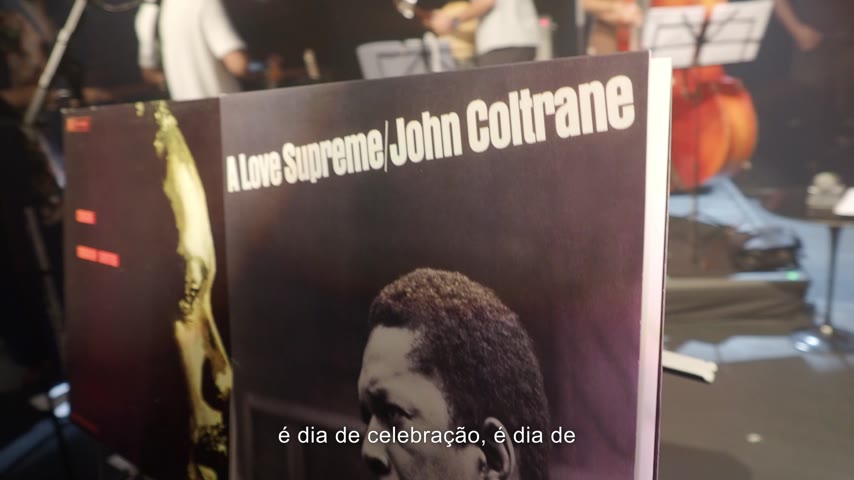 A Love Supreme/John Coltrane
é dia de celebração, é dia de